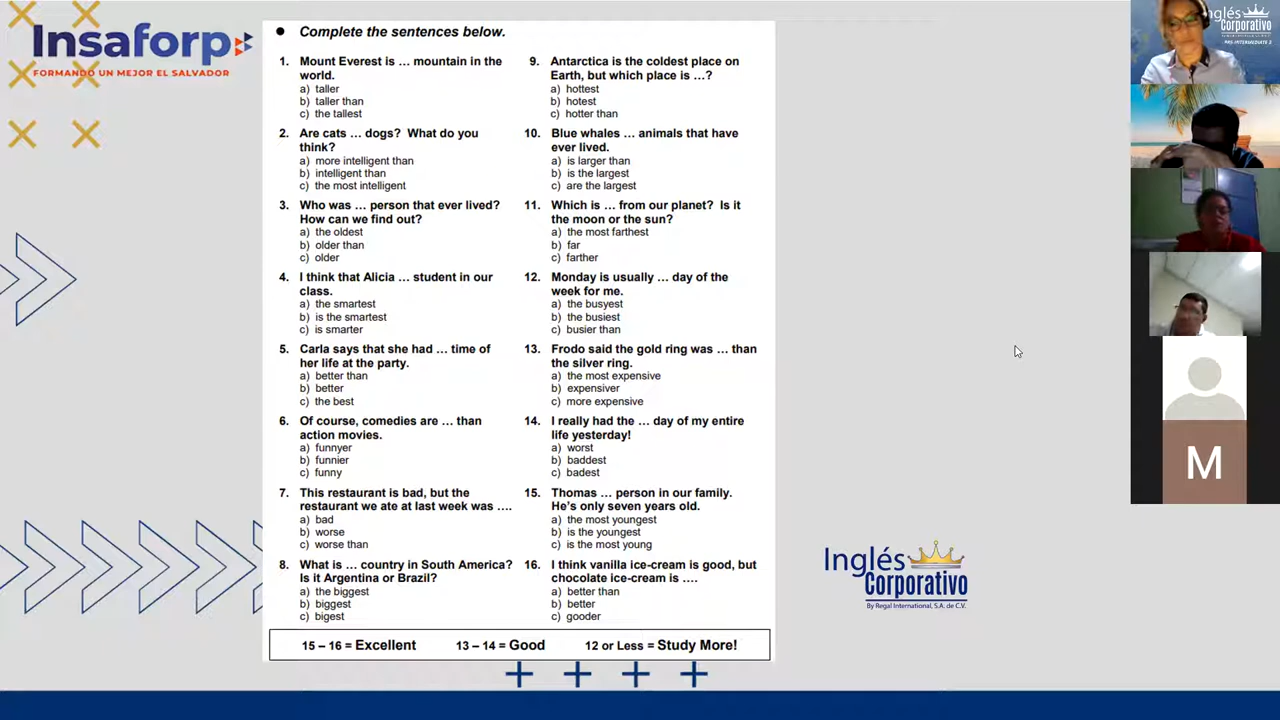 Insaforp
FORMANDO UN MEJOR EL SALVADOR
● Complete the sentences below.
1. Mount Everest is … mountain in the
world.
a) taller
b) taller than
c) the tallest
2. Are cats … dogs? What do you
think?
a) more intelligent than
b) intelligent than
c) the most intelligent
3. Who was … person that ever lived?
How can we find out?
a) the oldest
b) older than
c) older
4. I think that Alicia … student in our
class.
a) the smartest
b) is the smartest
c) is smarter
5. Carla says that she had … time of
her life at the party.
a) better than
b) better
c) the best
6. Of course, comedies are … than
action movies.
a) funnyer
b) funnier
c) funny
7. This restaurant is bad, but the
restaurant we ate at last week was ….
a) bad
b) worse
c) worse than
8. What is … country in South America?
Is it Argentina or Brazil?
a) the biggest
b) biggest
c) bigest
9. Antarctica is the coldest place on
Earth, but which place is …?
a) hottest
b) hotest
c) hotter than
10. Blue whales … animals that have
ever lived.
a) is larger than
b) is the largest
c) are the largest
11. Which is … from our planet? Is it
the moon or the sun?
a) the most farthest
b) far
c) farther
12. Monday is usually … day of the
week for me.
a) the busyest
b) the busiest
c) busier than
13. Frodo said the gold ring was … than
the silver ring.
a) the most expensive
b) expensiver
c) more expensive
14. I really had the … day of my entire
life yesterday!
a) worst
b) baddest
c) badest
15. Thomas … person in our family.
He's only seven years old.
a) the most youngest
b) is the youngest
c) is the most young
16. I think vanilla ice-cream is good, but
chocolate ice-cream is ….
a) better than
b) better
c) gooder
15 – 16 = Excellent 13 – 14 = Good 12 or Less = Study More!
Inglés
Corporativo
By Regal International, S.A. de C.V.
Corporativo
PRE-INTERMEDIATE 2
M